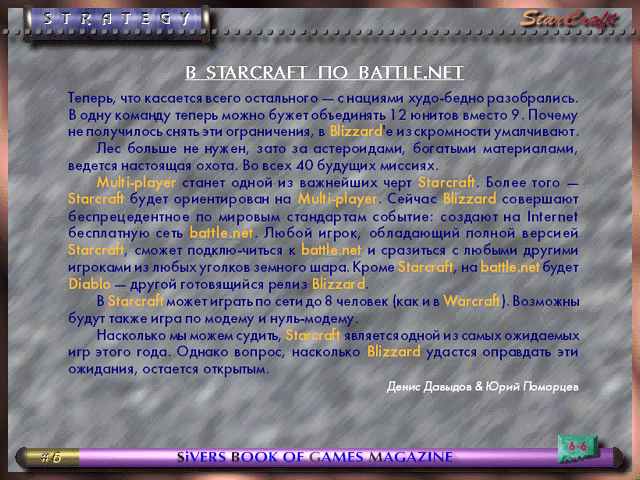 STRATEGY
StarCraft
В STARCRAFT ПО BATTLE.NET
Теперь, что касается всего остального — с нациями худо-бедно разобрались.
В одну команду теперь можно бужет объединять 12 юнитов вместо 9. Почему
не получилось снять эти ограничения, в Blizzard'е из скромности умалчивают.
Лес больше не нужен, зато за астероидами, богатыми материалами,
ведется настоящая охота. Во всех 40 будущих миссиях.
Multi-player станет одной из важнейших черт Starcraft. Более того —
Starcraft будет ориентирован на Multi-player. Сейчас Blizzard совершают
беспрецедентное по мировым стандартам событие: создают на Internet
бесплатную сеть battle.net. Любой игрок, обладающий полной версией
Starcraft, сможет подклю-читься к battle.net и сразиться с любыми другими
игроками из любых уголков земного шара. Кроме Starcraft, на battle.net будет
Diablo — другой готовящийся релиз Blizzard.
В Starcraft может играть по сети до 8 человек (как и в Warcraft). Возможны
будут также игра по модему и нуль-модему.
Насколько мы можем судить, Starcraft является одной из самых ожидаемых
игр этого года. Однако вопрос, насколько Blizzard удастся оправдать эти
ожидания, остается открытым.
Денис Давыдов & Юрий Поморцев
#6
SiVERS BOOK OF GAMES MAGAZINE
6-6